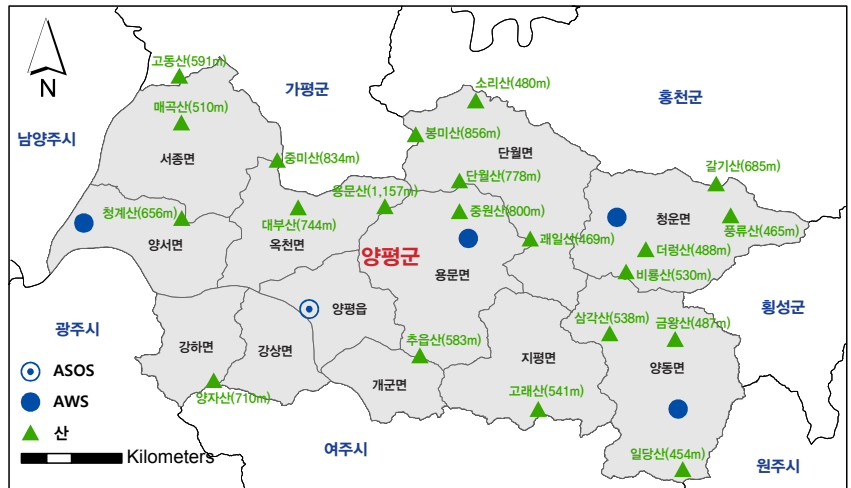 고동산(591m)
가평군
소리산(480m)
홍천군
N
매곡산(510m)
남양주시
봉미산(856m)
서종면
중미산(834m)
단월면
갈기산(685m)
단월산(778m)
용문산(1,157m)
청계산(656m)
중원산(800m)
대부산(744m)
청운면
풍류산(465m)
양서면
옥천면
양평군
괘일산(469m)
더렁산(488m)
용문면
비룡산(530m)
양평읍
횡성군
광주시
삼각산(538m)
금왕산(487m)
강하면
강상면
추읍산(583m)
지평면
양동면
ASOS
개군면
양자산(710m)
고래산(541m)
AWS
산
여주시
일당산(454m)
Kilometers
원주시